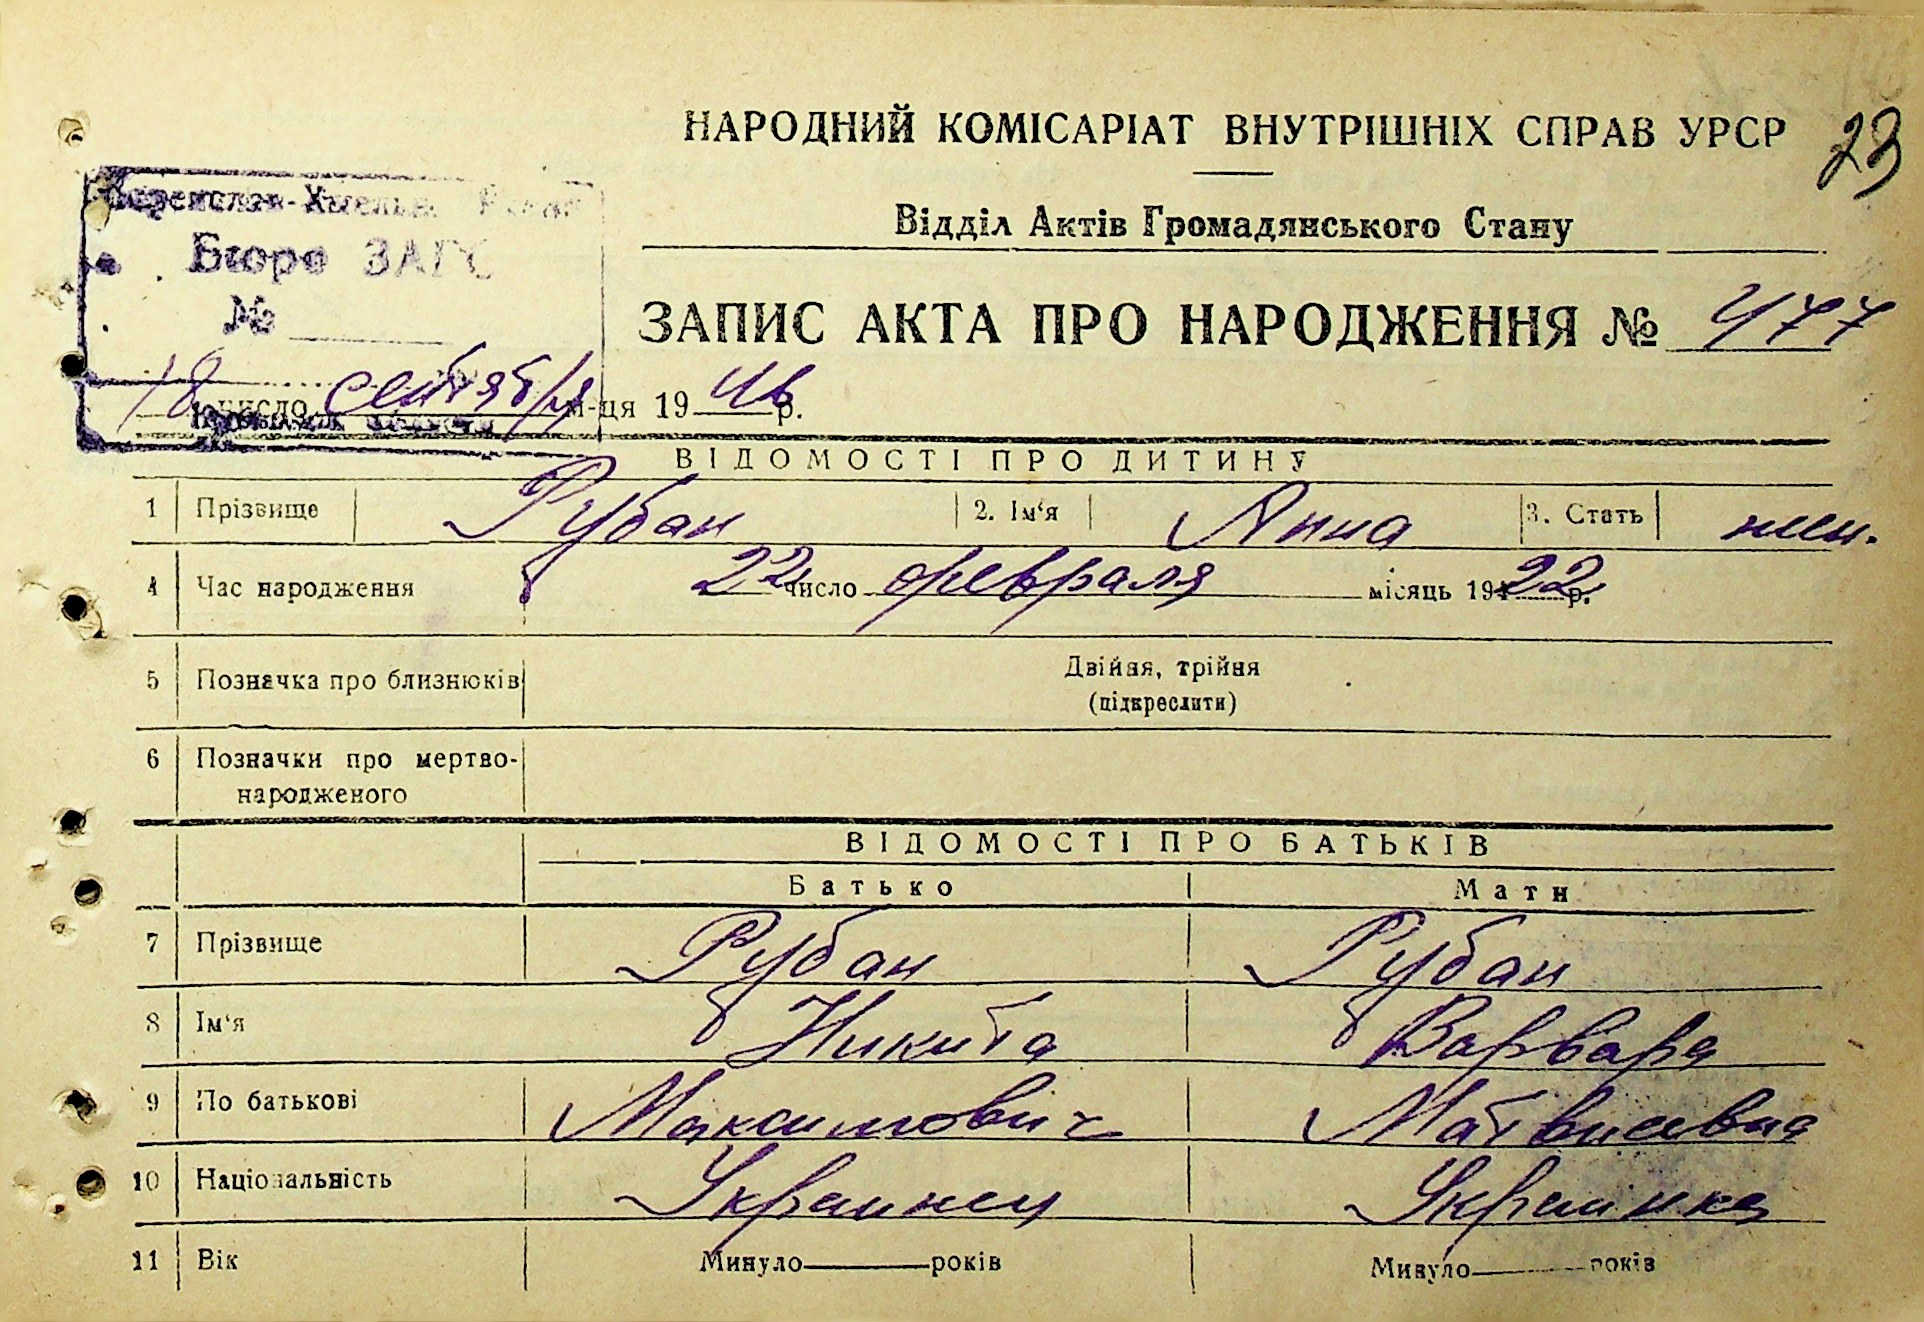 НАРОДНИЙ КОМІСАРІАТ ВНУТРІШНІХ СПРАВ УРСР 23
Переяслав-Хмельн.
Бюро ЗАГС
№
Відділ Актів Громадянського Стану
ЗАПИС АКТА ПРО НАРОДЖЕННЯ № 477
18 число сентября м-ця 1946 р.
ВІДОМОСТІ ПРО ДИТИНУ
1 Прізвище Рубан 2. Ім'я Анна 3. Стать жен.
4 Час народження 22 число февраля місяць 1922 р.
5 Позначка про близнюків Двійня, трійня
(підкреслити)
6 Позначки про мертво-
народженого
ВІДОМОСТІ ПРО БАТЬКІВ
Батько Мати
7 Прізвище Рубан Рубан
8 Ім'я Никита Варвара
9 По батькові Максимович Матвиевна
10 Національність Украинец Украинка
11 Вік Минуло років Минуло років